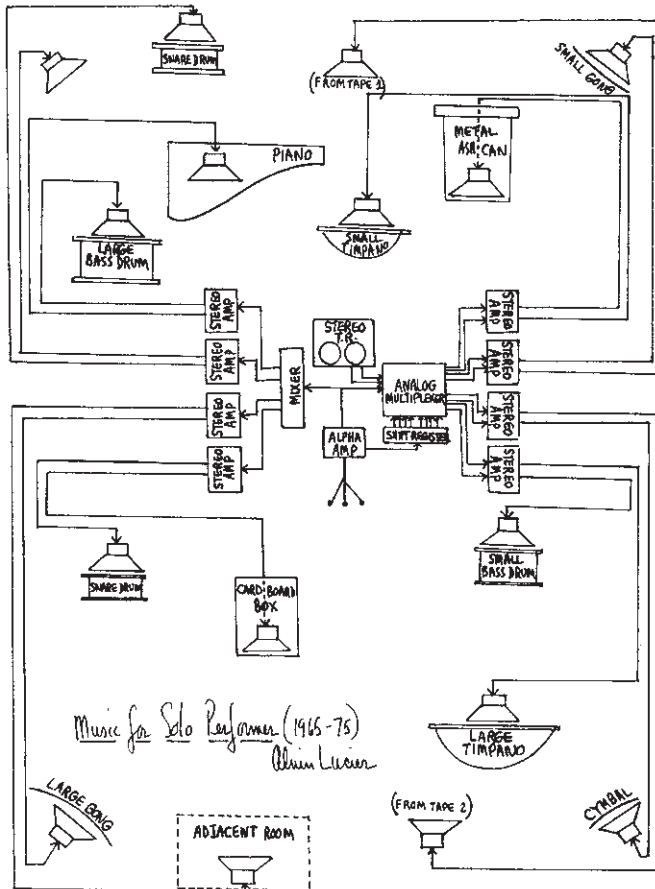 SNARE DRUM
(FROM TAPE 1)
SMALL GONG
PIANO
METAL
ASH CAN
LARGE
BASS DRUM
SMALL
TIMPANO
STEREO
AMP
STEREO
AMP
STEREO
AMP
STEREO
AMP
MIXER
STEREO
T.R.
ANALOG
MULTIPLEXER
ALPHA
AMP
SHIFT REGISTER
STEREO
AMP
STEREO
AMP
STEREO
AMP
STEREO
AMP
SNARE DRUM
CARDBOARD
BOX
SMALL
BASS DRUM
Music for Solo Performer (1965-75)
Alvin Lucier
LARGE
TIMPANO
LARGE GONG
ADJACENT ROOM
(FROM TAPE 2)
CYMBAL